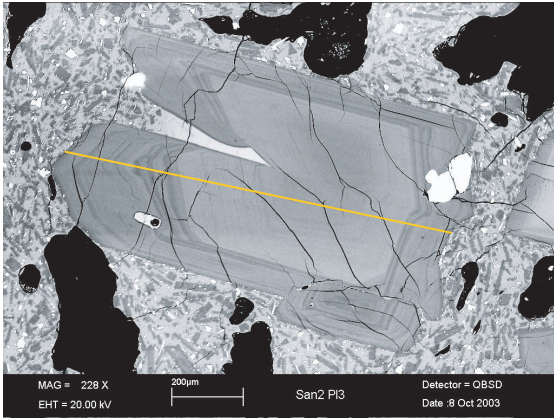 MAG = 228 X
EHT = 20.00 kV
200µm
San2 Pl3
Detector = QBSD
Date :8 Oct 2003